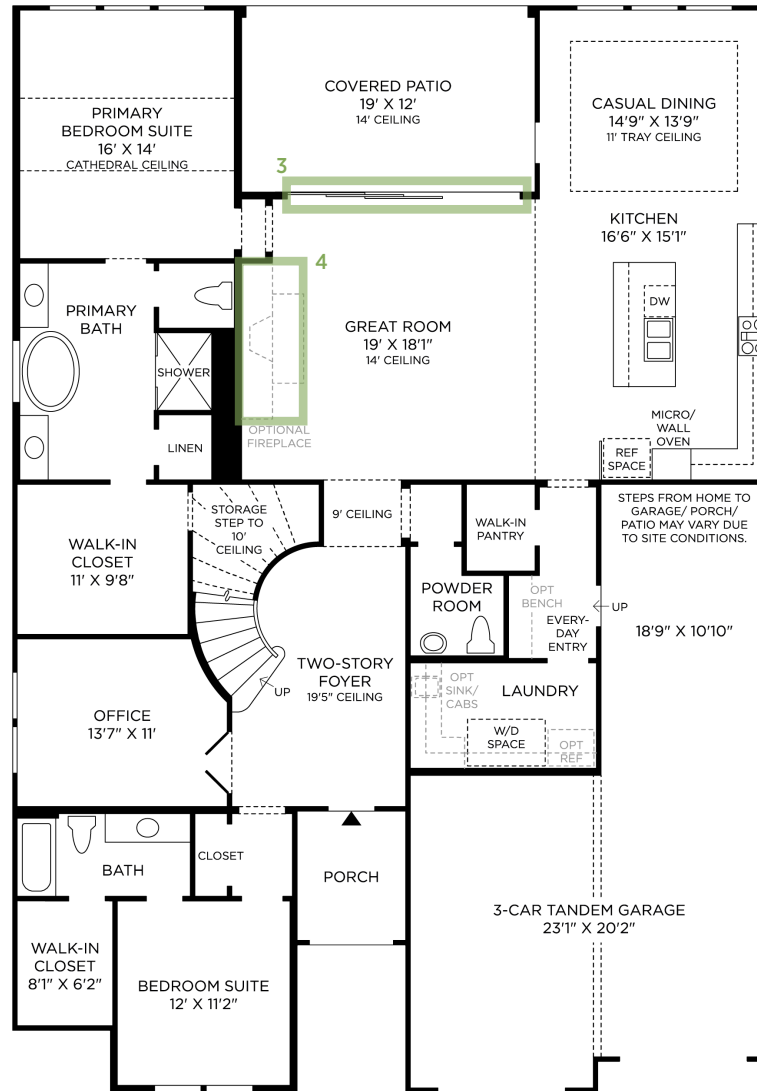 COVERED PATIO
19' X 12'
14' CEILING
PRIMARY
BEDROOM SUITE
16' X 14'
CATHEDRAL CEILING
CASUAL DINING
14'9" X 13'9"
11' TRAY CEILING
3
KITCHEN
16'6" X 15'1"
4
DW
PRIMARY
BATH
GREAT ROOM
19' X 18'1"
14' CEILING
SHOWER
OPTIONAL
FIREPLACE
LINEN
MICRO/
WALL
OVEN
REF
SPACE
STORAGE
STEP TO
10'
CEILING
9' CEILING
WALK-IN
PANTRY
STEPS FROM HOME TO
GARAGE/ PORCH/
PATIO MAY VARY DUE
TO SITE CONDITIONS.
WALK-IN
CLOSET
11' X 9'8"
POWDER
ROOM
OPT
BENCH
UP
EVERY-
DAY
ENTRY
18'9" X 10'10"
TWO-STORY
FOYER
19'5" CEILING
UP
OPT
SINK/
CABS
LAUNDRY
W/D
SPACE
OPT
REF
OFFICE
13'7" X 11'
BATH
CLOSET
PORCH
3-CAR TANDEM GARAGE
23'1" X 20'2"
WALK-IN
CLOSET
8'1" X 6'2"
BEDROOM SUITE
12' X 11'2"